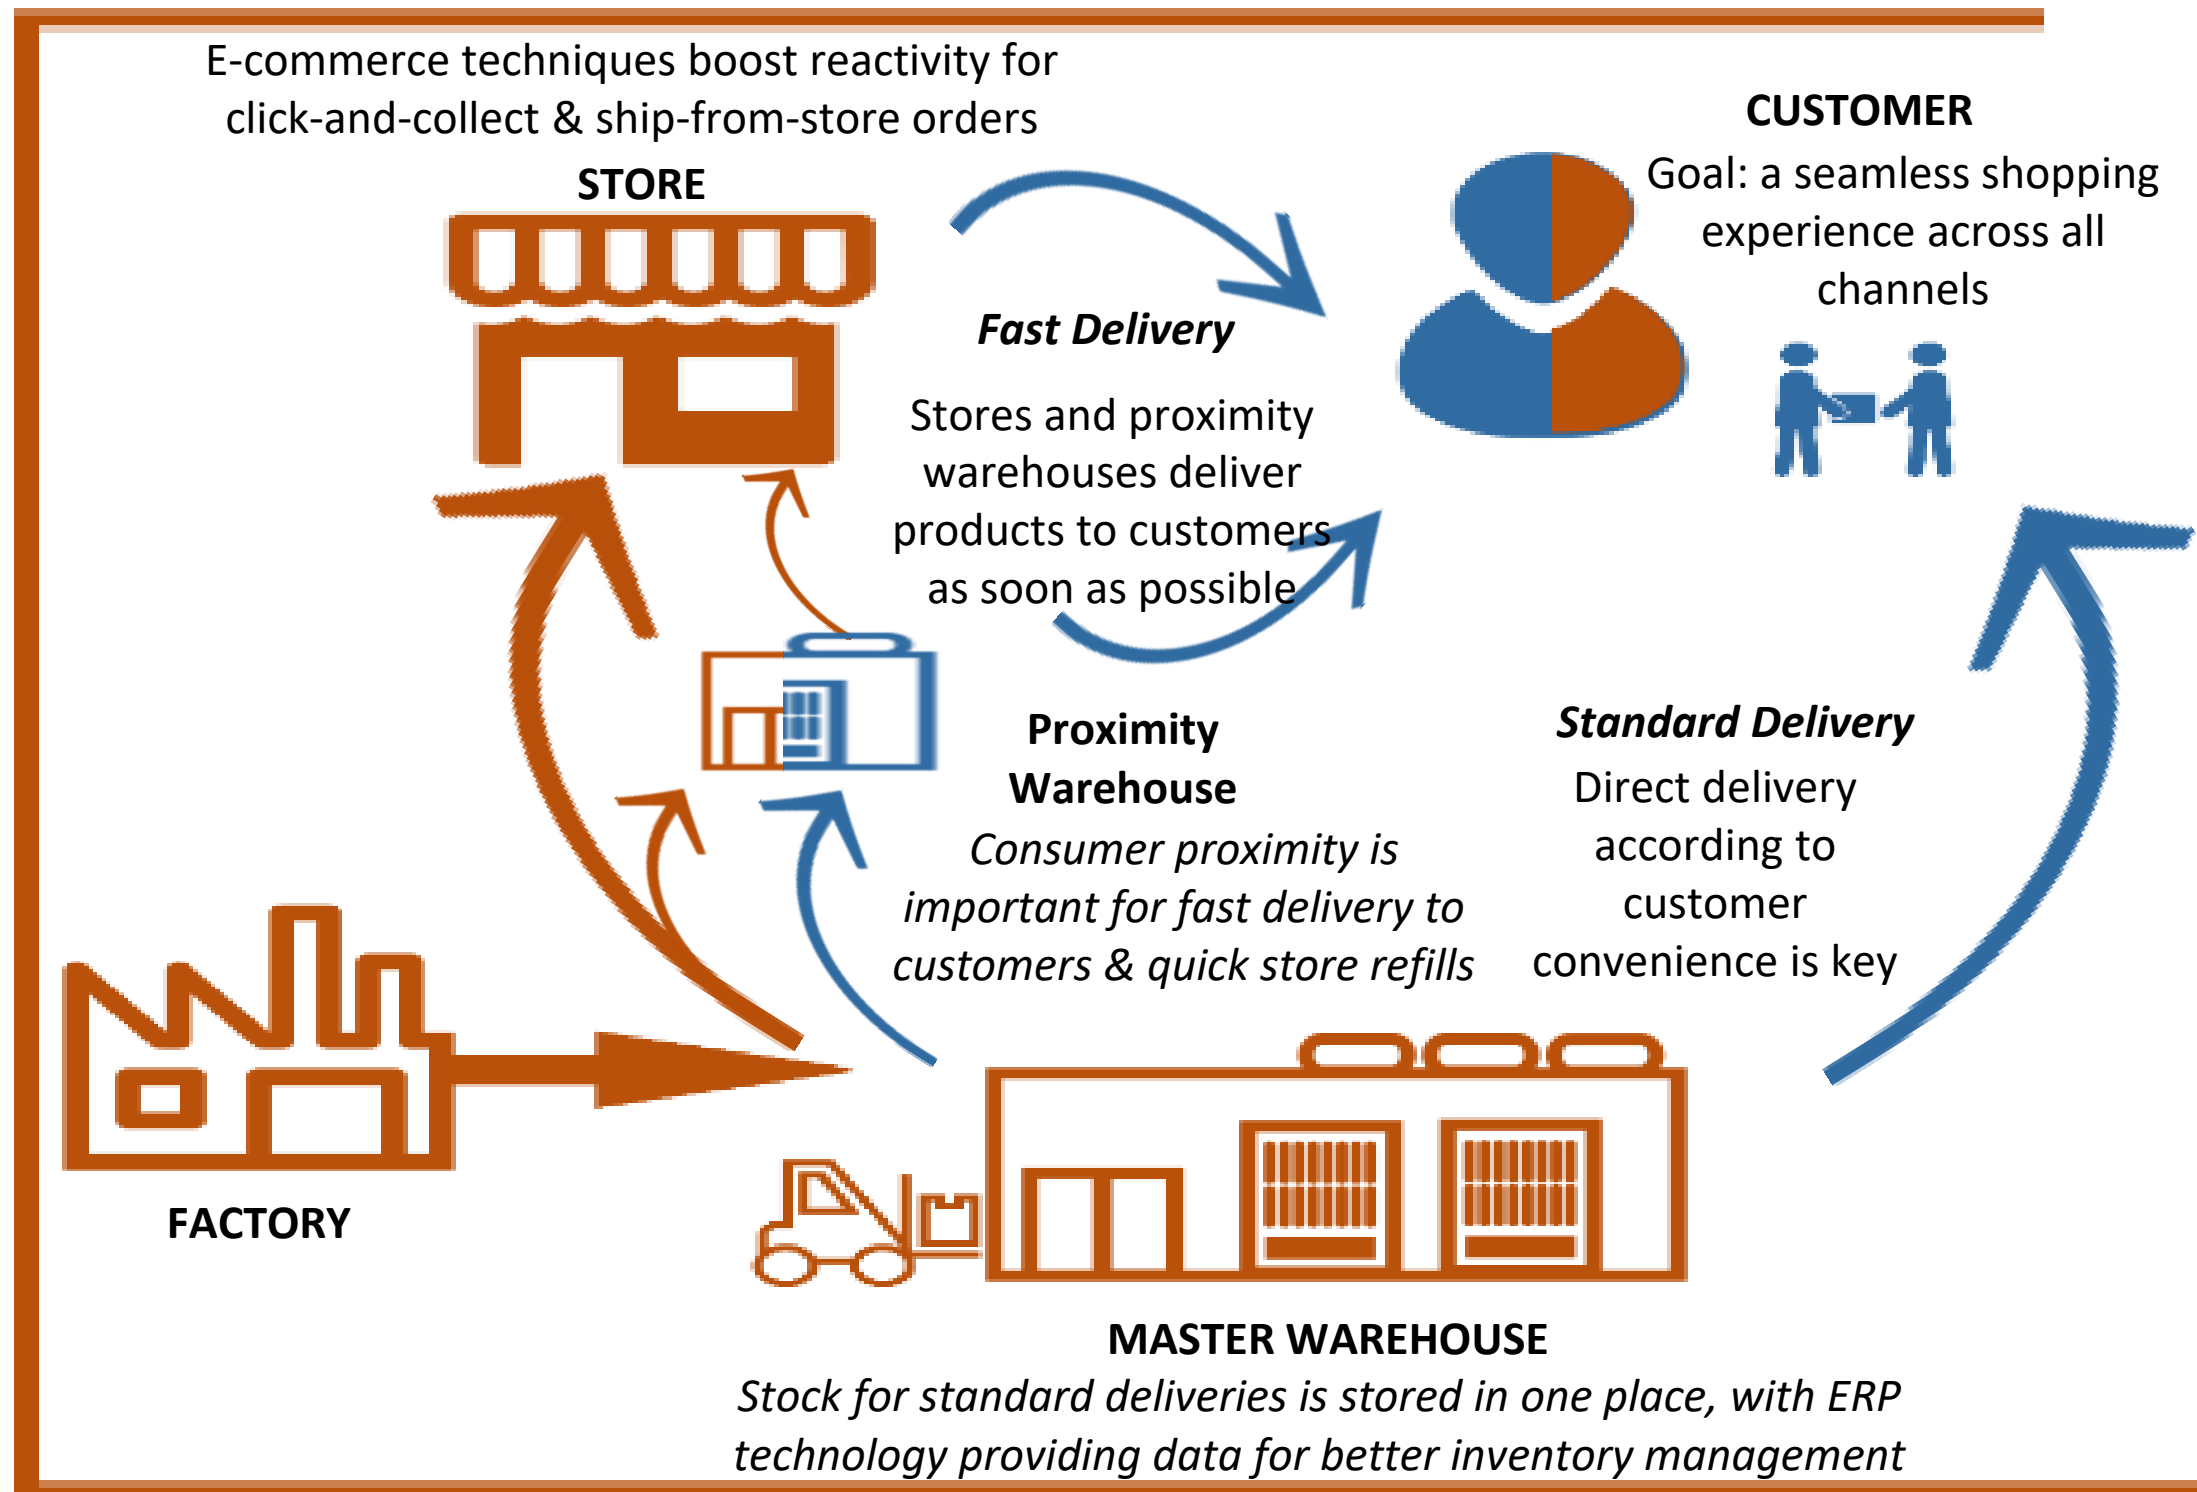 E-commerce techniques boost reactivity for
click-and-collect & ship-from-store orders
STORE
CUSTOMER
Goal: a seamless shopping
experience across all
channels
Fast Delivery
Stores and proximity
warehouses deliver
products to customers
as soon as possible
Proximity
Warehouse
Consumer proximity is
important for fast delivery to
customers & quick store refills
Standard Delivery
Direct delivery
according to
customer
convenience is key
FACTORY
MASTER WAREHOUSE
Stock for standard deliveries is stored in one place, with ERP
technology providing data for better inventory management